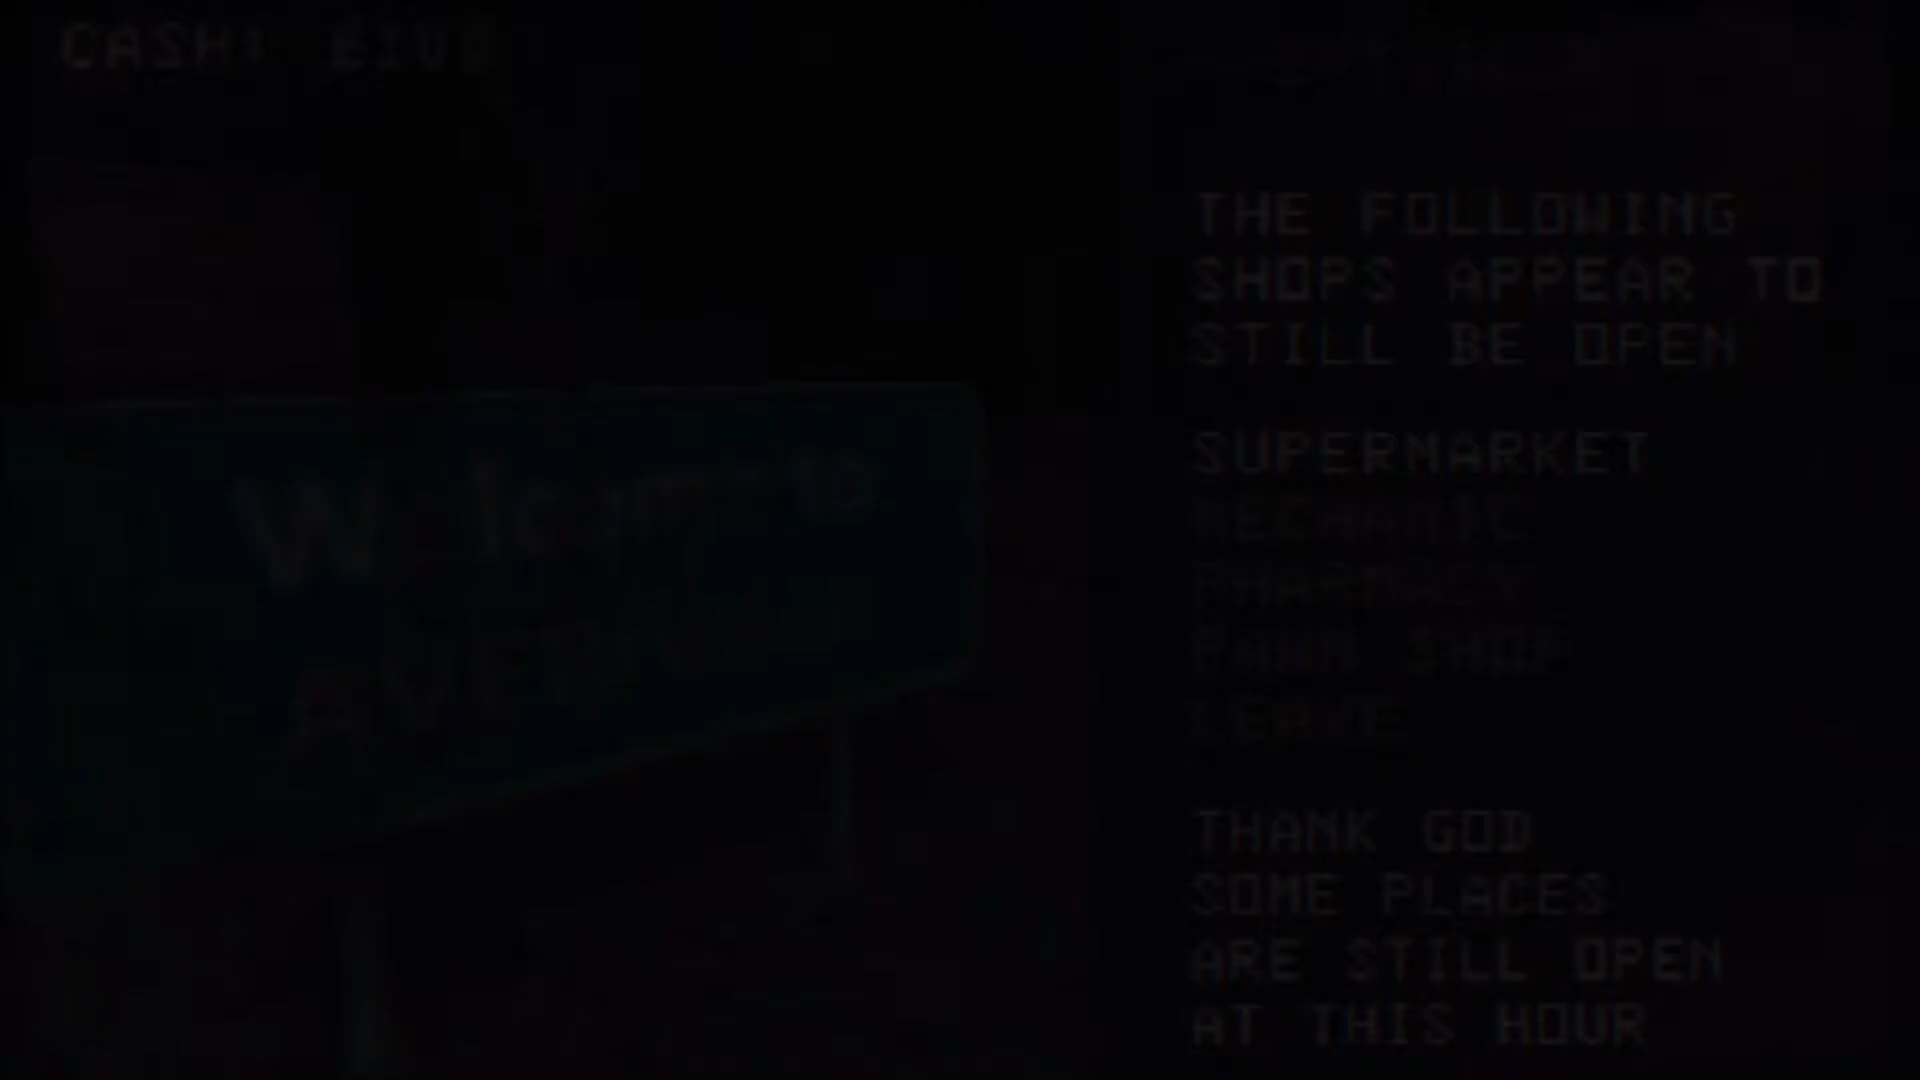 CASH:
THE FOLLOWING
SHOPS APPEAR TO
STILL BE OPEN
SUPERMARKET
MECHANIC
PHARMACY
PAWN SHOP
LEAVE
THANK GOD
SOME PLACES
ARE STILL OPEN
AT THIS HOUR
Welcome to